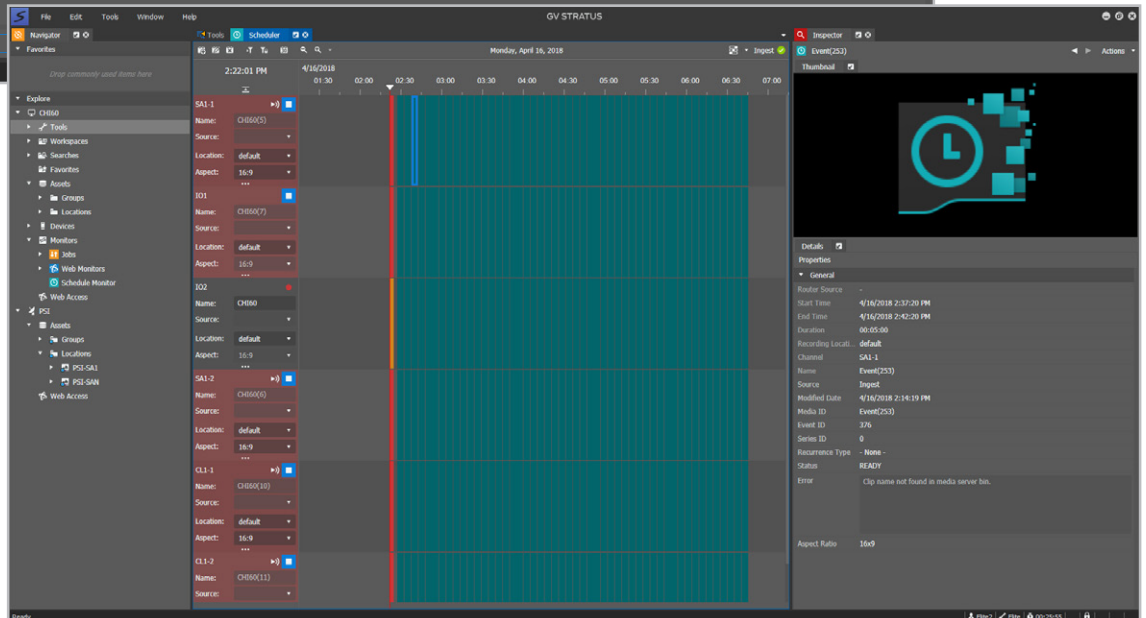 File Edit Tools Window Help
GV STRATUS
Navigator
Favorites
Drop commonly used items here
Explore
CHI60
Tools
Workspaces
Searches
Favorites
Assets
Groups
Locations
Devices
Monitors
Jobs
Web Monitors
Schedule Monitor
Web Access
PSI
Assets
Groups
Locations
PSI-SA1
PSI-SAN
Web Access
Tools Scheduler
Monday, April 16, 2018
Ingest
2:22:01 PM
4/16/2018
01:30 02:00 02:30 03:00 03:30 04:00 04:30 05:00 05:30 06:00 06:30 07:00
SA1-1
Name: CHI60(5)
Source:
Location: default
Aspect: 16:9
IO1
Name: CHI60(7)
Source:
Location: default
Aspect: 16:9
IO2
Name: CHI60
Source:
Location: default
Aspect: 16:9
SA1-2
Name: CHI60(6)
Source:
Location: default
Aspect: 16:9
CL1-1
Name: CHI60(10)
Source:
Location: default
Aspect: 16:9
CL1-2
Name: CHI60(11)
Source:
Inspector
Event(253)
Actions
Thumbnail
Details
Properties
General
Router Source -
Start Time 4/16/2018 2:37:20 PM
End Time 4/16/2018 2:42:20 PM
Duration 00:05:00
Recording Locati... default
Channel SA1-1
Name Event(253)
Source Ingest
Modified Date 4/16/2018 2:14:19 PM
Media ID Event(253)
Event ID 376
Series ID 0
Recurrence Type - None -
Status READY
Error Clip name not found in media server bin.
Aspect Ratio 16x9
Ready
Elite2 Elite 00:25:55